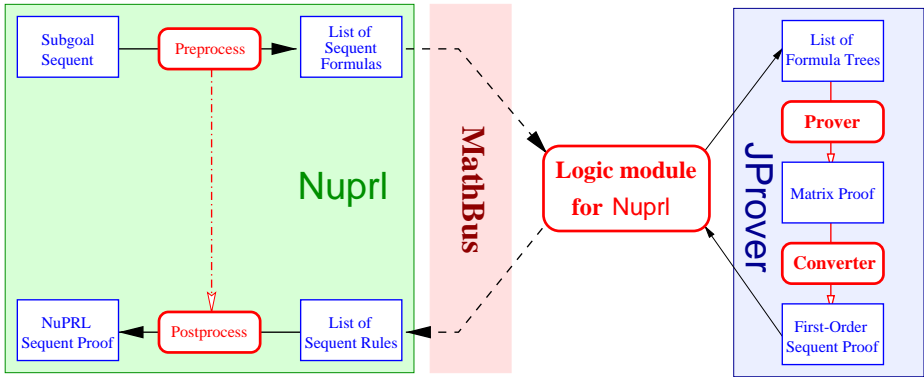 Subgoal
Sequent
Preprocess
List of
Sequent
Formulas
Nuprl
NuPRL
Sequent Proof
Postprocess
List of
Sequent Rules
MathBus
Logic module
for Nuprl
JProver
List of
Formula Trees
Prover
Matrix Proof
Converter
First-Order
Sequent Proof